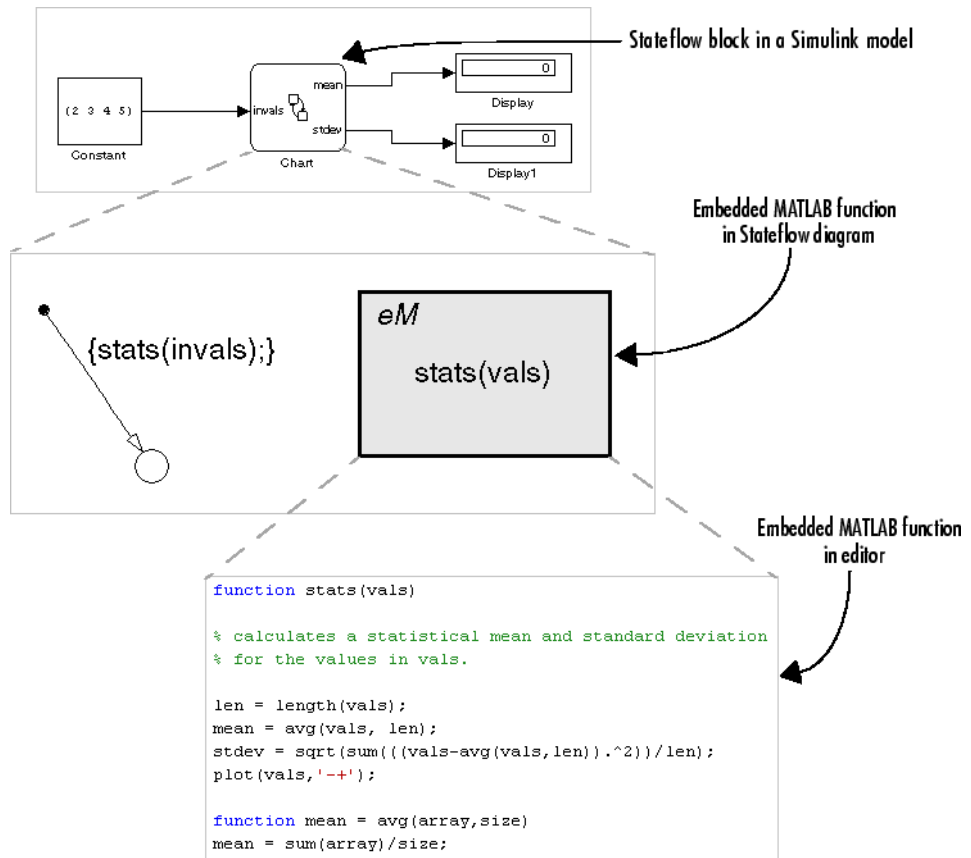 Stateflow block in a Simulink model
(2 3 4 5)
Constant
invals
mean
stdev
Chart
0
Display
0
Display1
Embedded MATLAB function
in Stateflow diagram
{stats(invals);}
eM
stats(vals)
Embedded MATLAB function
in editor
function stats(vals)
% calculates a statistical mean and standard deviation
% for the values in vals.
len = length(vals);
mean = avg(vals, len);
stdev = sqrt(sum(((vals-avg(vals,len)).^2))/len);
plot(vals,'-+');
function mean = avg(array,size)
mean = sum(array)/size;